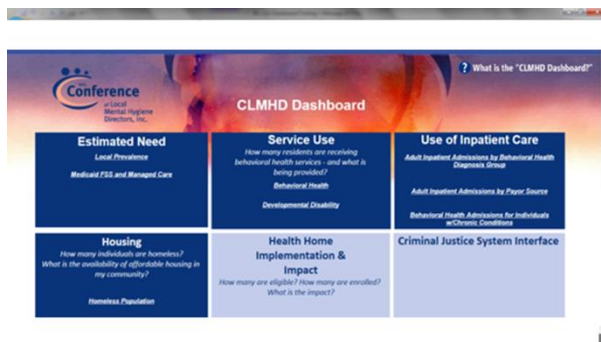 What is the "CLMHD Dashboard?"
Conference
of Local
Mental Hygiene
Directors, inc.
CLMHD Dashboard
Estimated Need
Local Prevalence
Medicaid FSS and Managed Care
Service Use
How many residents are receiving
behavioral health services - and what is
being provided?
Behavioral Health
Developmental Disability
Use of Inpatient Care
Adult Inpatient Admissions by Behavioral Health
Diagnosis Group
Adult Inpatient Admissions by Payor Source
Behavioral Health Admissions for Individuals
w/Chronic Conditions
Housing
How many individuals are homeless?
What is the availability of affordable housing in
my community?
Homeless Population
Health Home
Implementation &
Impact
How many are eligible? How many are enrolled?
What is the impact?
Criminal Justice System Interface